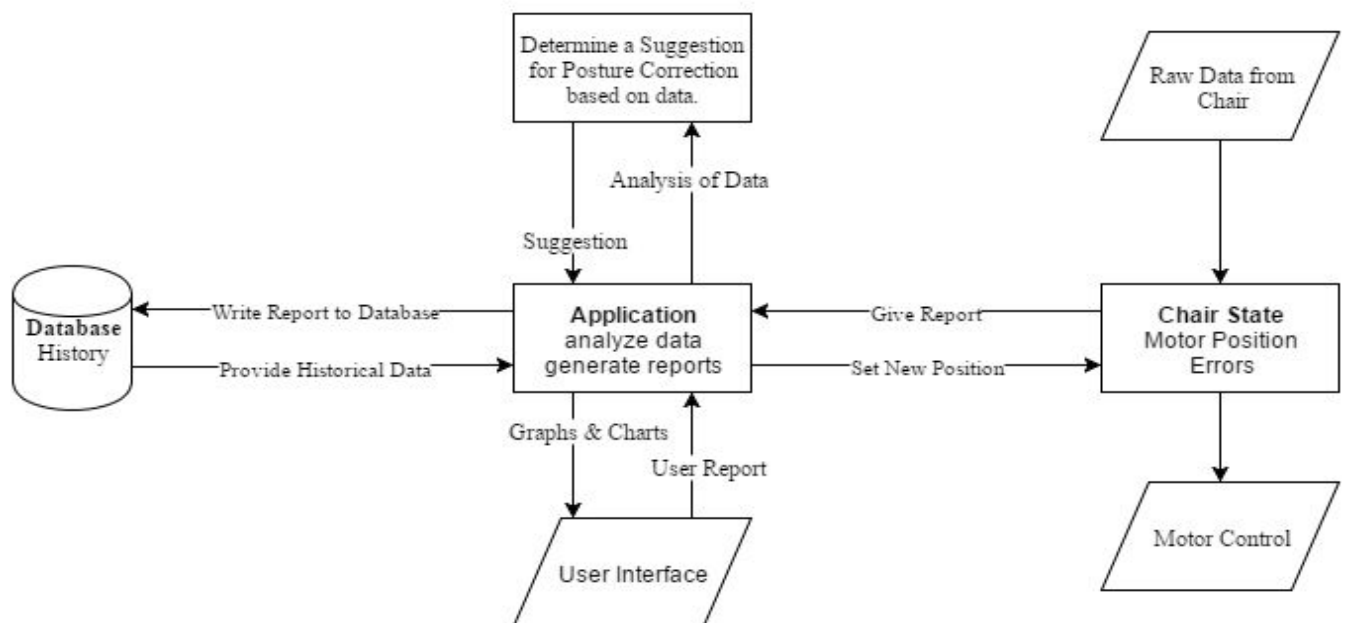 Determine a Suggestion
for Posture Correction
based on data.
Raw Data from
Chair
Analysis of Data
Suggestion
Database
History
Write Report to Database
Provide Historical Data
Application
analyze data
generate reports
Give Report
Set New Position
Chair State
Motor Position
Errors
Graphs & Charts
User Report
User Interface
Motor Control